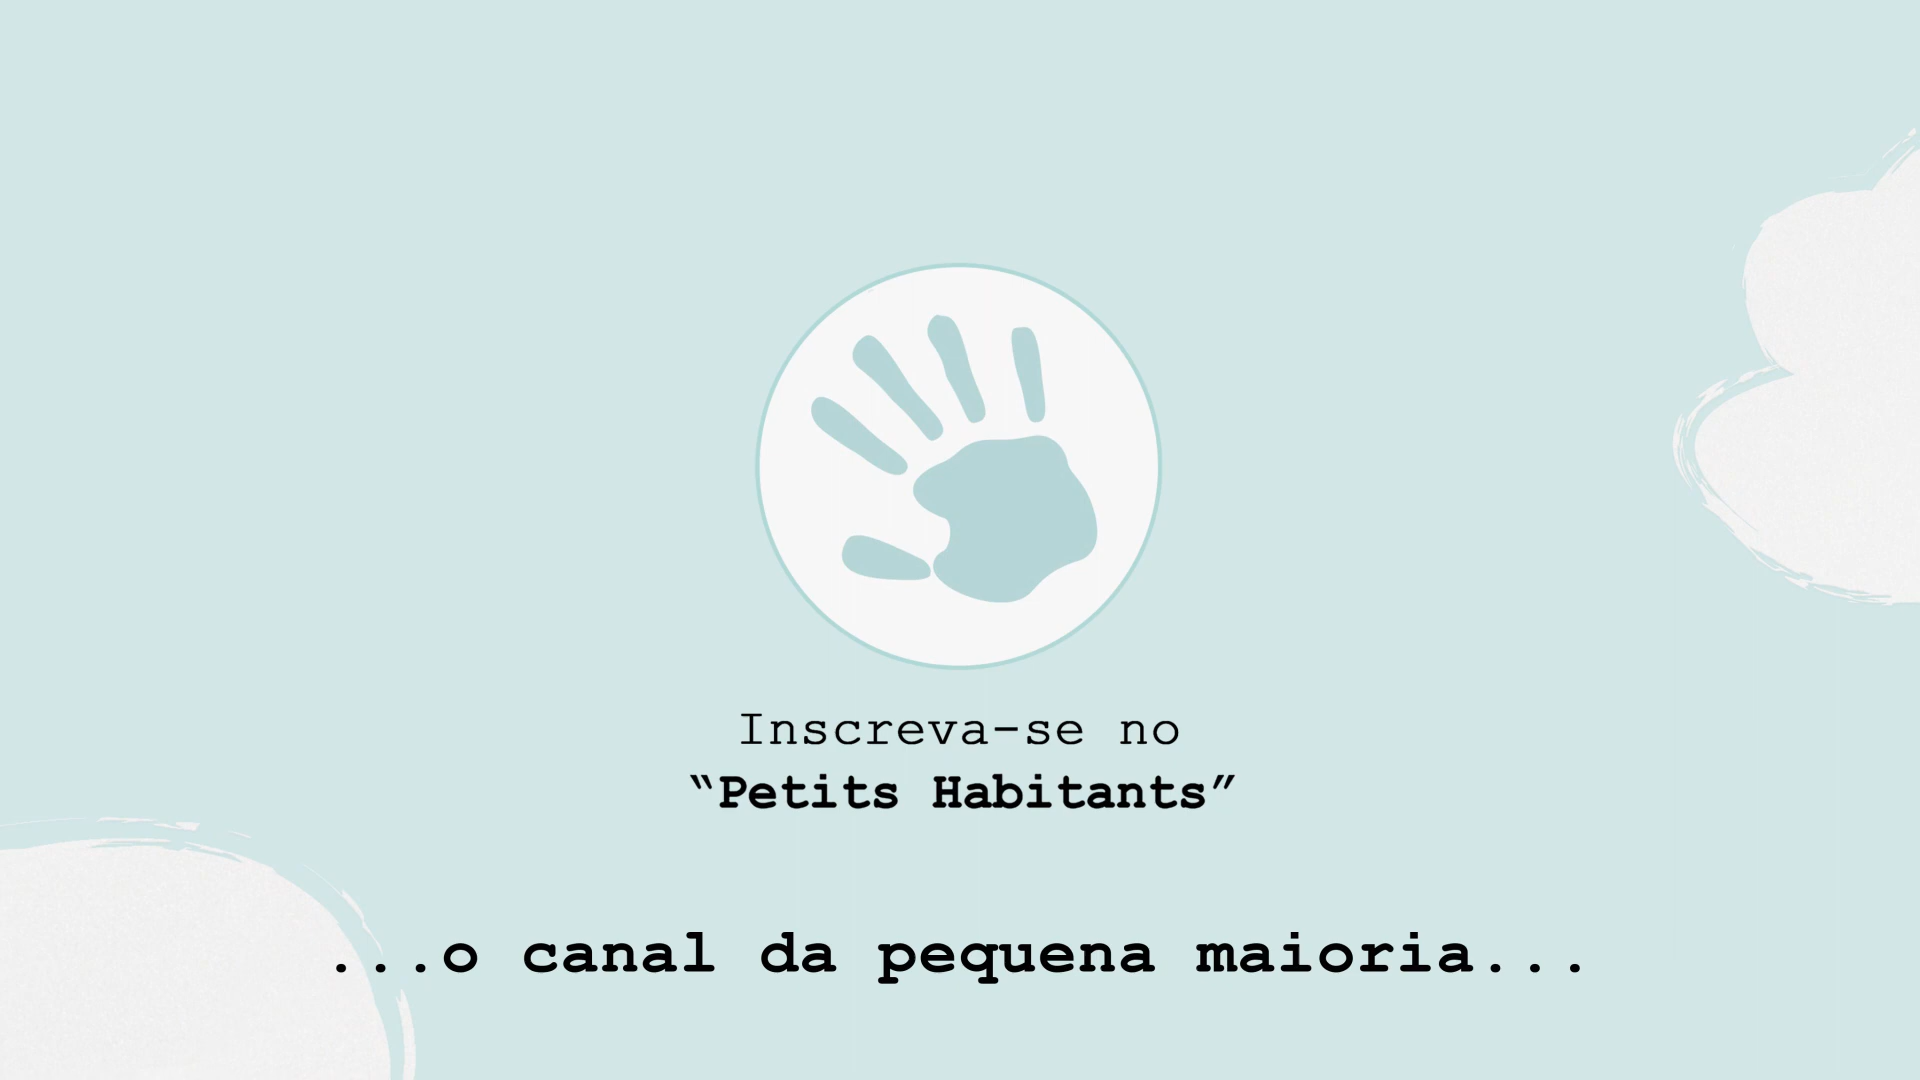 Inscreva-se no
“Petits Habitants”
...o canal da pequena maioria...